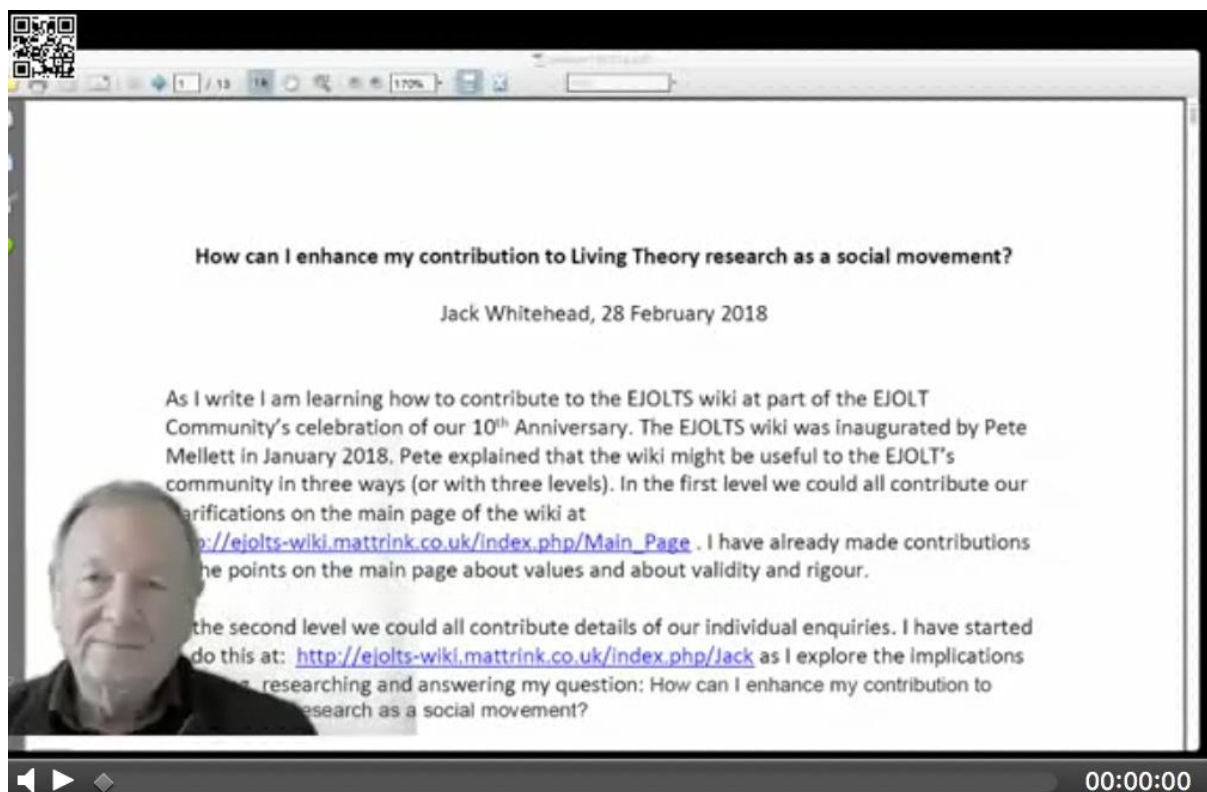 1 / 13
170%
How can I enhance my contribution to Living Theory research as a social movement?
Jack Whitehead, 28 February 2018
As I write I am learning how to contribute to the EJOLTS wiki at part of the EJOLT
Community's celebration of our 10th Anniversary. The EJOLTS wiki was inaugurated by Pete
Mellett in January 2018. Pete explained that the wiki might be useful to the EJOLT's
community in three ways (or with three levels). In the first level we could all contribute our
arifications on the main page of the wiki at
p://ejolts-wiki.mattrink.co.uk/index.php/Main_Page . I have already made contributions
he points on the main page about values and about validity and rigour.
the second level we could all contribute details of our individual enquiries. I have started
do this at: http://ejolts-wiki.mattrink.co.uk/index.php/Jack as I explore the implications
researching and answering my question: How can I enhance my contribution to
esearch as a social movement?
00:00:00